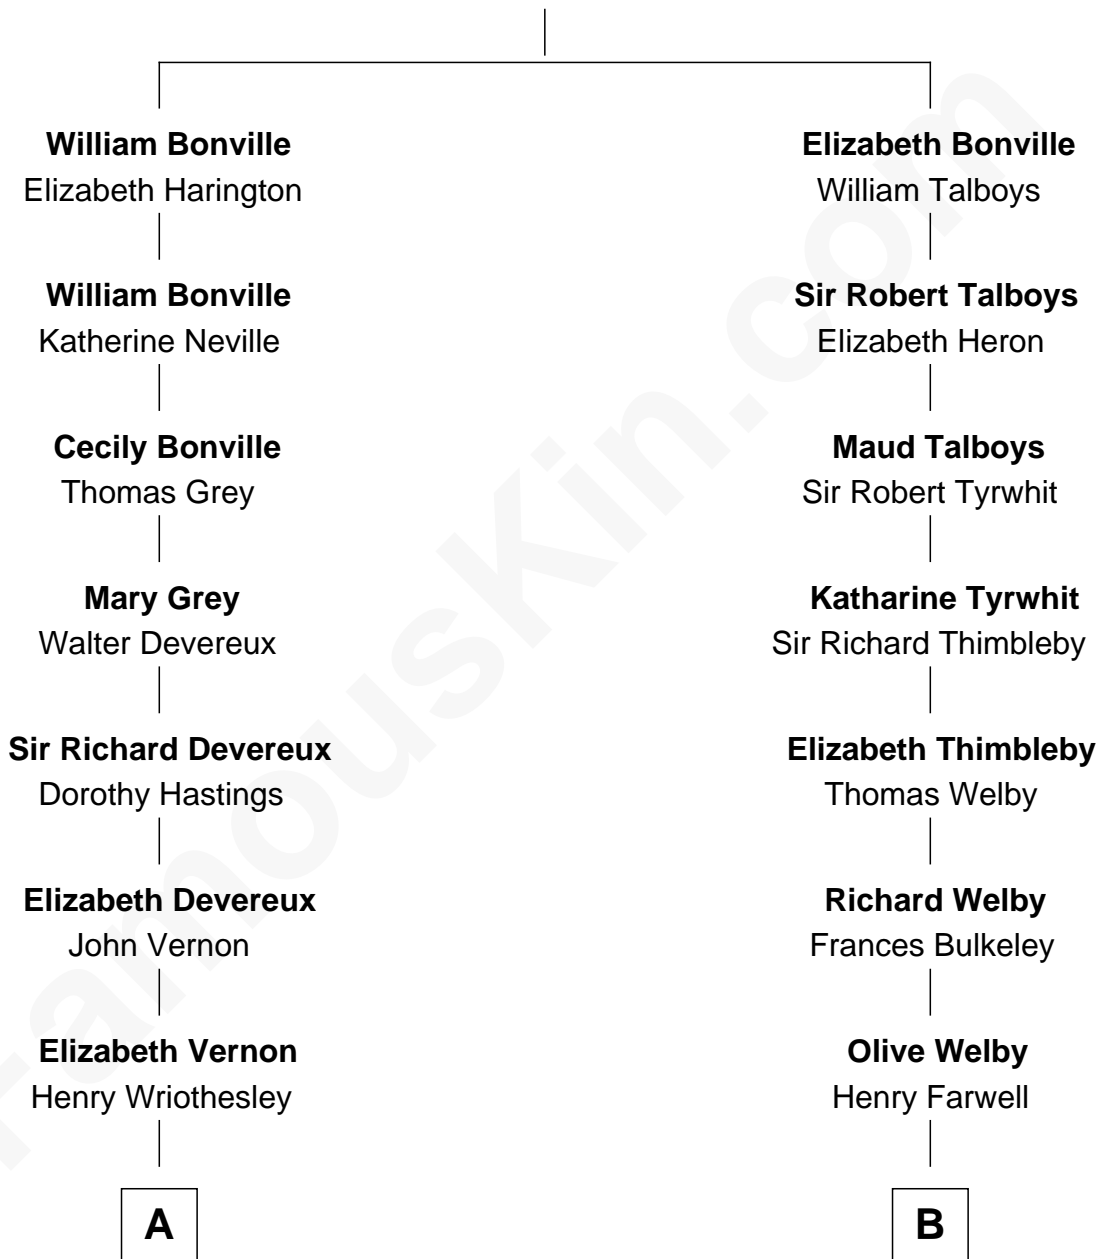 William Bonville
Elizabeth Harington
William Bonville
Katherine Neville
Cecily Bonville
Thomas Grey
Mary Grey
Walter Devereux
Sir Richard Devereux
Dorothy Hastings
Elizabeth Devereux
John Vernon
Elizabeth Vernon
Henry Wriothesley
A
Elizabeth Bonville
William Talboys
Sir Robert Talboys
Elizabeth Heron
Maud Talboys
Sir Robert Tyrwhit
Katharine Tyrwhit
Sir Richard Thimbleby
Elizabeth Thimbleby
Thomas Welby
Richard Welby
Frances Bulkeley
Olive Welby
Henry Farwell
B
FamousKin.com